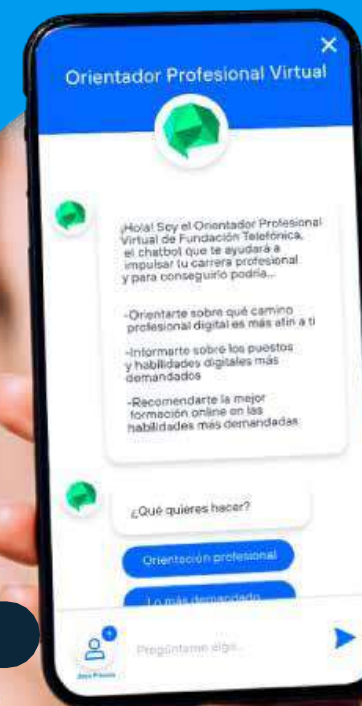 Orientador Profesional Virtual
¡Hola! Soy el Orientador Profesional
Virtual de Fundación Telefónica,
el chatbot que te ayudará a
impulsar tu carrera profesional
y para conseguirlo podría...
-Orientarte sobre qué camino
profesional digital es más afín a ti
-Informarte sobre los puestos
y habilidades digitales más
demandados
-Recomendarte la mejor
formación online en las
habilidades más demandadas
¿Qué quieres hacer?
Orientación profesional
Lo más demandado
Pregúntame algo...